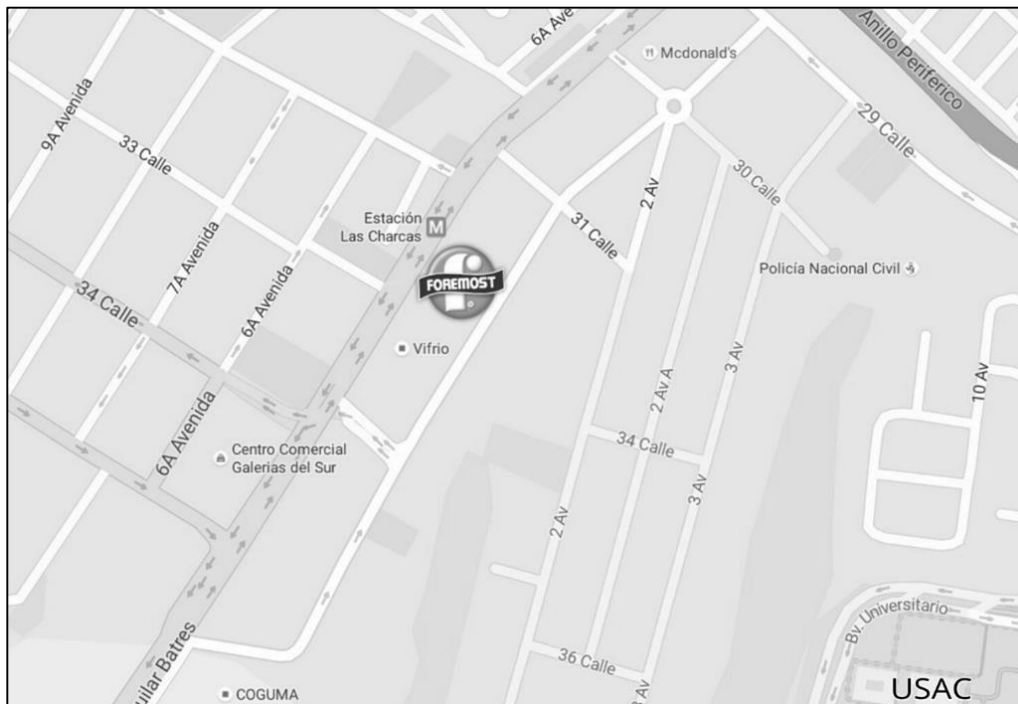 6A Ave
Mcdonald's
Anillo Periferico
9A Avenida
33 Calle
29 Calle
30 Calle
2 Av
31 Calle
Estación
Las Charcas
M
FOREMOST
Policía Nacional Civil
7A Avenida
6A Avenida
34 Calle
Vifrio
3 Av
2 Av A
10 Av
6A Avenida
Centro Comercial
Galerias del Sur
34 Calle
3 Av
2 Av
Bv. Universitario
36 Calle
uilar Batres
COGUMA
3 A
USAC